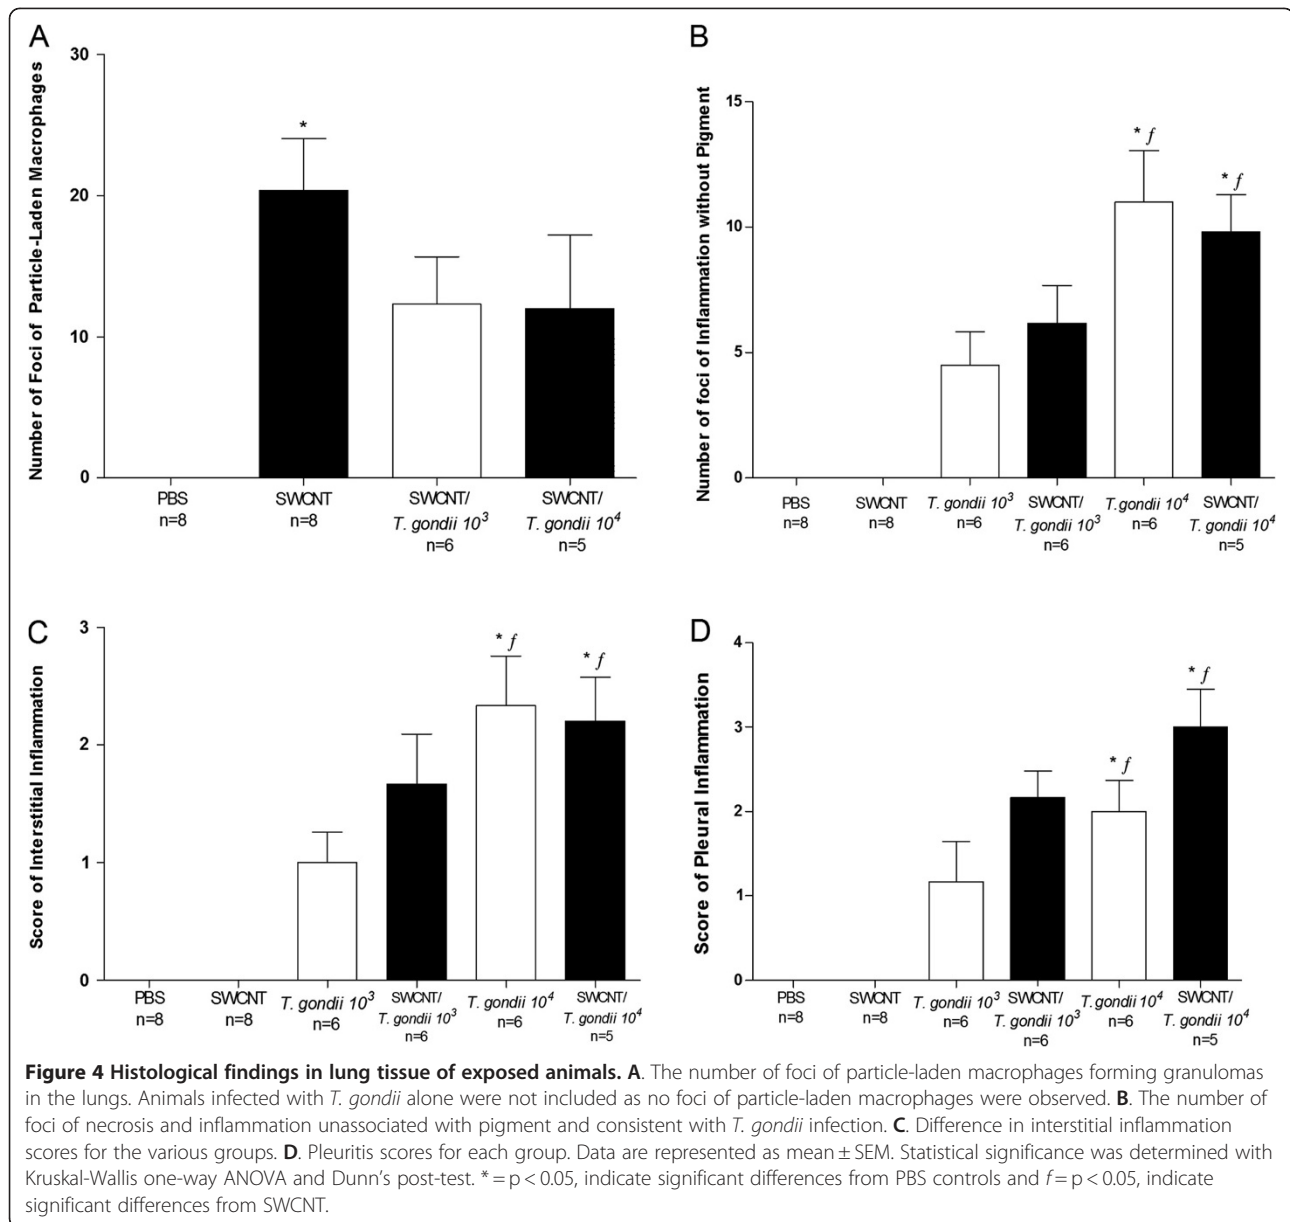 A
Number of Foci of Particle-Laden Macrophages
30
20
10
0
*
PBS
n=8
SWCNT
n=8
SWCNT/
T. gondii 10³
n=6
SWCNT/
T. gondii 10⁴
n=5
B
Number of foci of Inflammation without Pigment
15
10
5
0
* f
* f
PBS
n=8
SWCNT
n=8
T. gondii 10³
n=6
SWCNT/
T. gondii 10³
n=6
T. gondii 10⁴
n=6
SWCNT/
T. gondii 10⁴
n=5
C
Score of Interstitial Inflammation
3
2
1
0
* f
* f
PBS
n=8
SWCNT
n=8
T. gondii 10³
n=6
SWCNT/
T. gondii 10³
n=6
T. gondii 10⁴
n=6
SWCNT/
T. gondii 10⁴
n=5
D
Score of Pleural Inflammation
4
3
2
1
0
* f
* f
PBS
n=8
SWCNT
n=8
T. gondii 10³
n=6
SWCNT/
T. gondii 10³
n=6
T. gondii 10⁴
n=6
SWCNT/
T. gondii 10⁴
n=5
Figure 4 Histological findings in lung tissue of exposed animals. A. The number of foci of particle-laden macrophages forming granulomas
in the lungs. Animals infected with T. gondii alone were not included as no foci of particle-laden macrophages were observed. B. The number of
foci of necrosis and inflammation unassociated with pigment and consistent with T. gondii infection. C. Difference in interstitial inflammation
scores for the various groups. D. Pleuritis scores for each group. Data are represented as mean ± SEM. Statistical significance was determined with
Kruskal-Wallis one-way ANOVA and Dunn's post-test. * = p < 0.05, indicate significant differences from PBS controls and f = p < 0.05, indicate
significant differences from SWCNT.